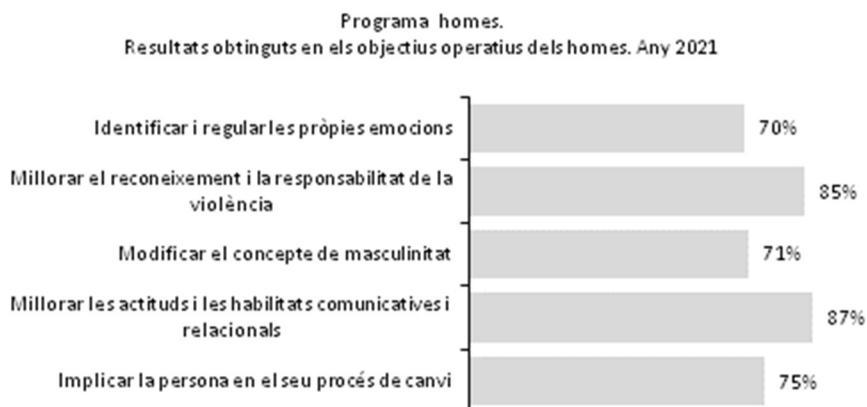 Programa homes.
Resultats obtinguts en els objectius operatius dels homes. Any 2021
Identificar i regular les pròpies emocions
70%
Millorar el reconeixement i la responsabilitat de la
violència
85%
Modificar el concepte de masculinitat
71%
Millorar les actituds i les habilitats comunicatives i
relacionals
87%
Implicar la persona en el seu procés de canvi
75%